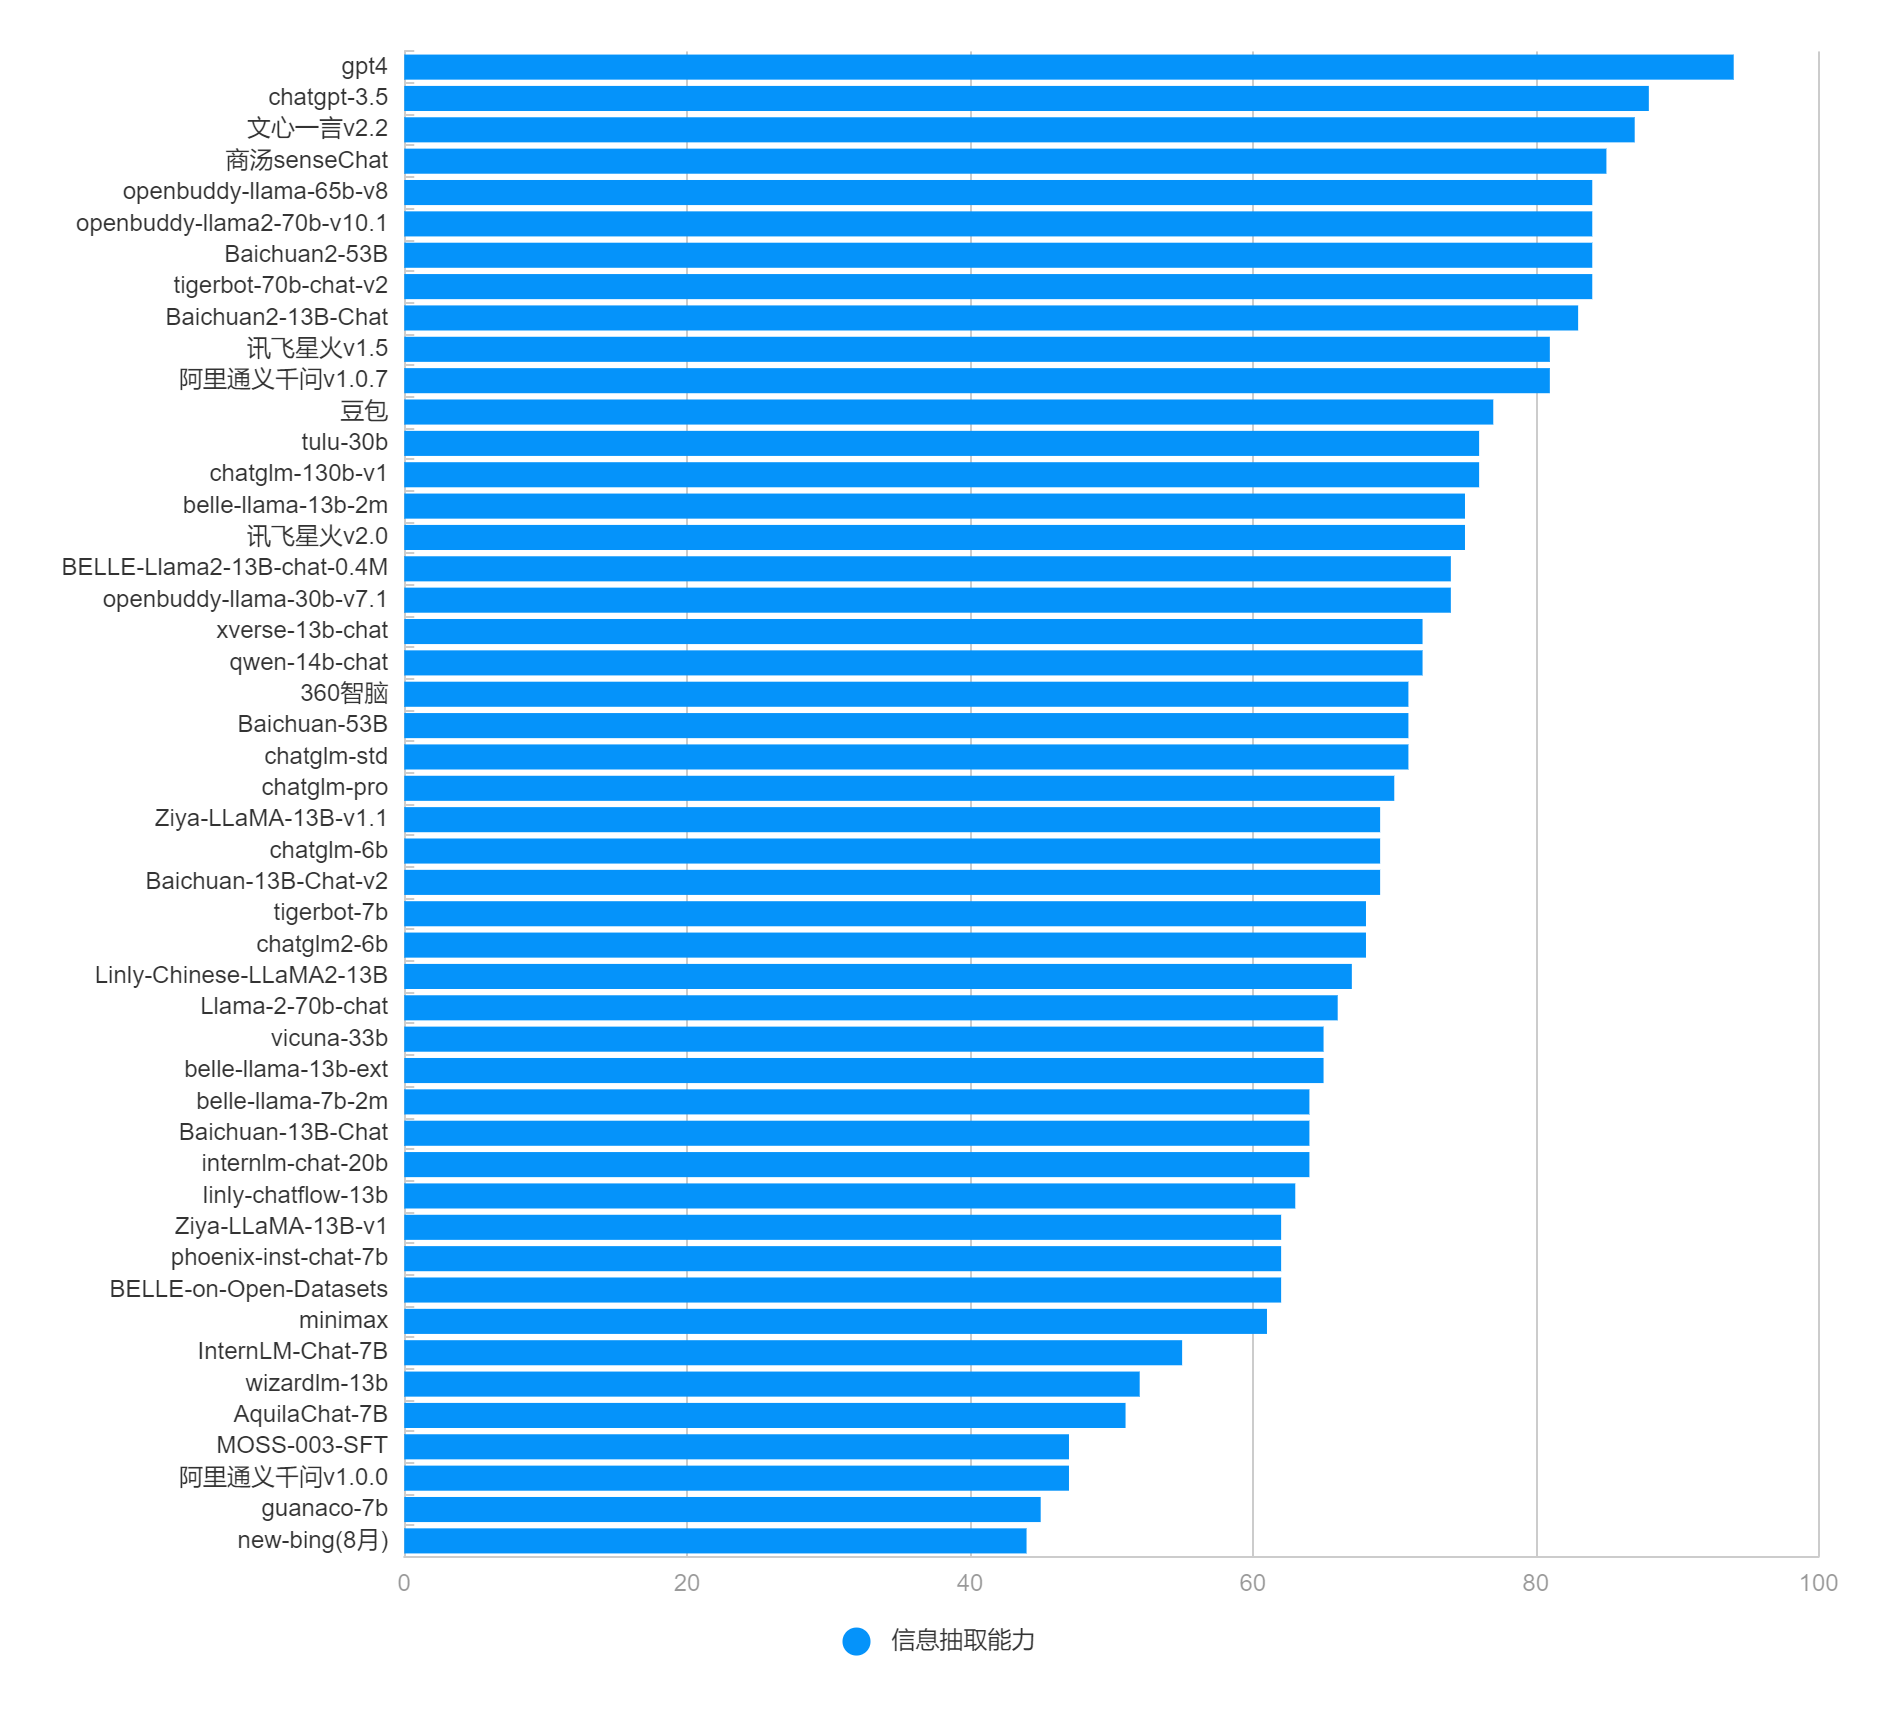 gpt4
chatgpt-3.5
文心一言v2.2
商汤senseChat
openbuddy-llama-65b-v8
openbuddy-llama2-70b-v10.1
Baichuan2-53B
tigerbot-70b-chat-v2
Baichuan2-13B-Chat
讯飞星火v1.5
阿里通义千问v1.0.7
豆包
tulu-30b
chatglm-130b-v1
belle-llama-13b-2m
讯飞星火v2.0
BELLE-Llama2-13B-chat-0.4M
openbuddy-llama-30b-v7.1
xverse-13b-chat
qwen-14b-chat
360智脑
Baichuan-53B
chatglm-std
chatglm-pro
Ziya-LLaMA-13B-v1.1
chatglm-6b
Baichuan-13B-Chat-v2
tigerbot-7b
chatglm2-6b
Linly-Chinese-LLaMA2-13B
Llama-2-70b-chat
vicuna-33b
belle-llama-13b-ext
belle-llama-7b-2m
Baichuan-13B-Chat
internlm-chat-20b
linly-chatflow-13b
Ziya-LLaMA-13B-v1
phoenix-inst-chat-7b
BELLE-on-Open-Datasets
minimax
InternLM-Chat-7B
wizardlm-13b
AquilaChat-7B
MOSS-003-SFT
阿里通义千问v1.0.0
guanaco-7b
new-bing(8月)
0 20 40 60 80 100
信息抽取能力